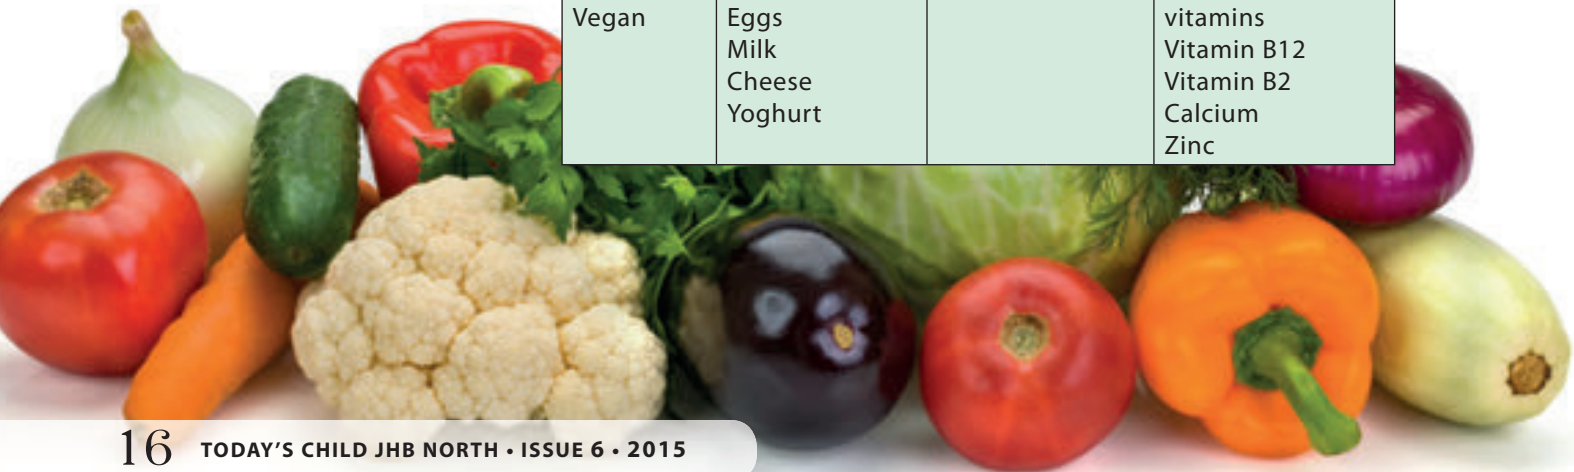 Vegan Eggs vitamins
Milk Vitamin B12
Cheese Vitamin B2
Yoghurt Calcium
Zinc
16 TODAY'S CHILD JHB NORTH • ISSUE 6 • 2015